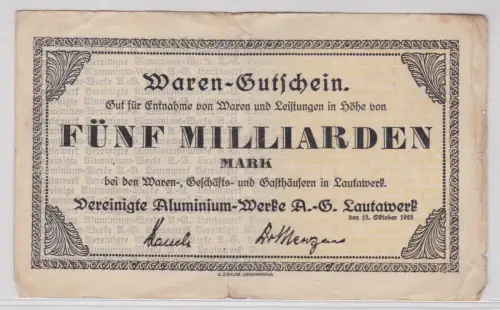 Waren-Gutschein.
Gut für Entnahme von Waren und Leistungen in Höhe von
FÜNF MILLIARDEN
MARK
bei den Waren-, Geschäfts- und Gasthäusern in Lautawerk.
Vereinigte Aluminium-Werke A.-G. Lautawerk
den 15. Oktober 1923